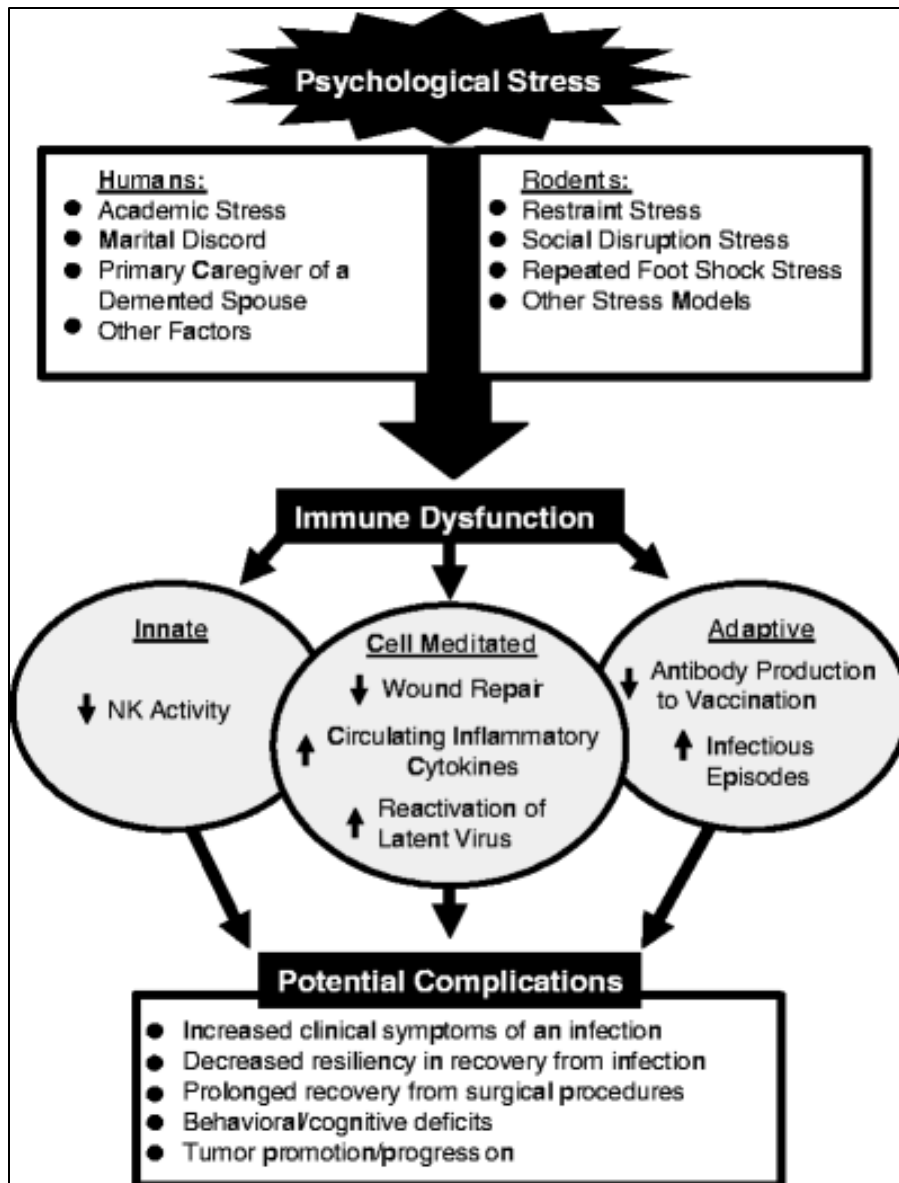 Psychological Stress
Humans:
● Academic Stress
● Marital Discord
● Primary Caregiver of a
Demented Spouse
● Other Factors
Rodents:
● Restraint Stress
● Social Disruption Stress
● Repeated Foot Shock Stress
● Other Stress Models
Immune Dysfunction
Innate
↓ NK Activity
Cell Meditated
↓ Wound Repair
↑ Circulating Inflammatory
Cytokines
↑ Reactivation of
Latent Virus
Adaptive
↓ Antibody Production
to Vaccination
↑ Infectious
Episodes
Potential Complications
● Increased clinical symptoms of an infection
● Decreased resiliency in recovery from infection
● Prolonged recovery from surgical procedures
● Behavioral/cognitive deficits
● Tumor promotion/progression